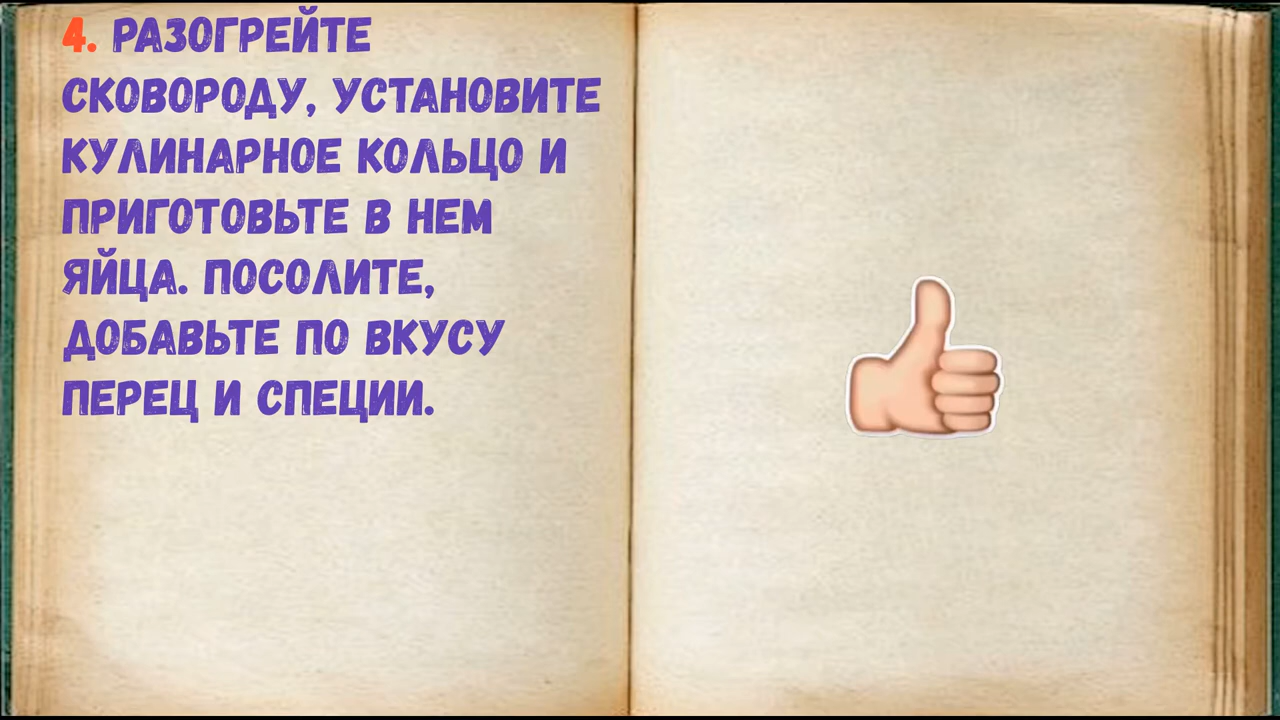 4. РАЗОГРЕЙТЕ
СКОВОРОДУ, УСТАНОВИТЕ
КУЛИНАРНОЕ КОЛЬЦО И
ПРИГОТОВЬТЕ В НЕМ
ЯЙЦА. ПОСОЛИТЕ,
ДОБАВЬТЕ ПО ВКУСУ
ПЕРЕЦ И СПЕЦИИ.